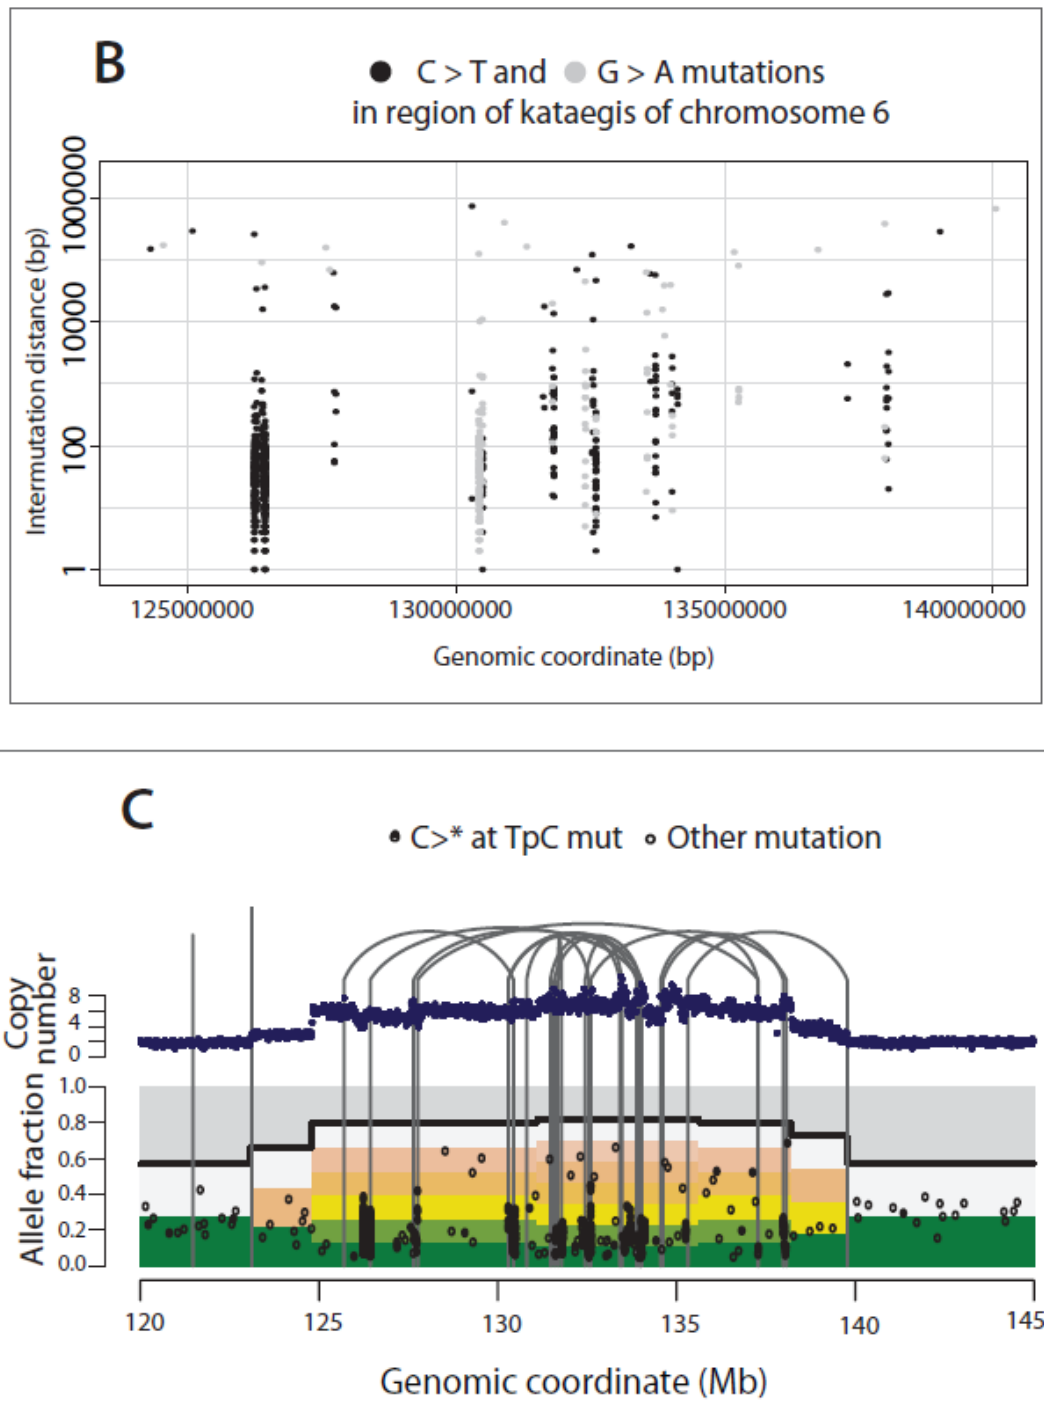 B
C > T and G > A mutations
in region of kataegis of chromosome 6
Intermutation distance (bp)
1000000
10000
100
1
125000000 130000000 135000000 140000000
Genomic coordinate (bp)
C
C>* at TpC mut Other mutation
Copy
number
8
4
0
Allele fraction
1.0
0.8
0.6
0.4
0.2
0.0
120 125 130 135 140 145
Genomic coordinate (Mb)